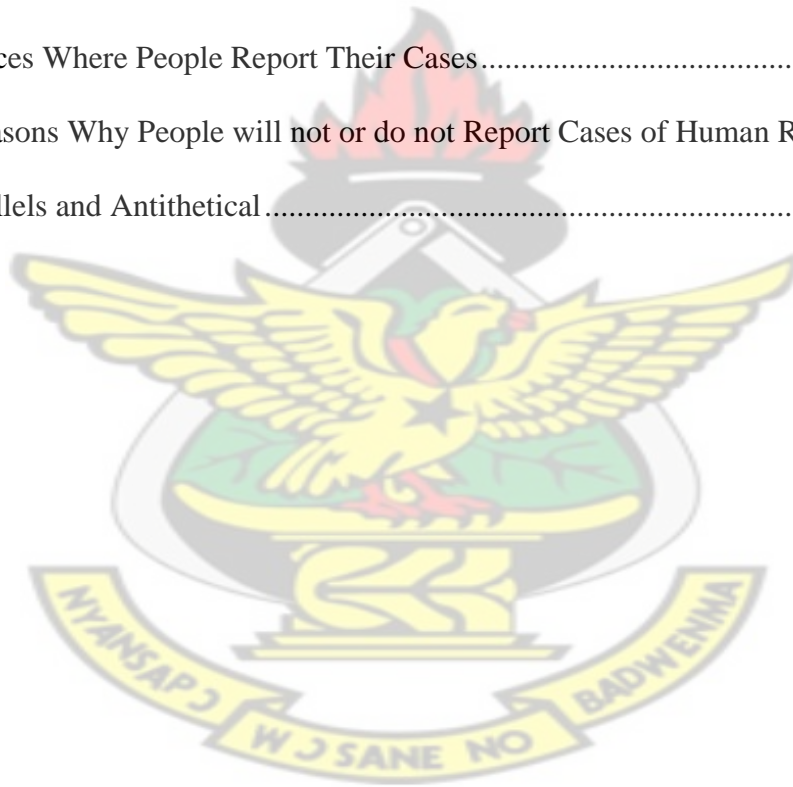 ces Where People Report Their Cases.......................................
asons Why People will not or do not Report Cases of Human R
llels and Antithetical..................................................................
NYANSAPƆ WƆSANE NO BADWENMA